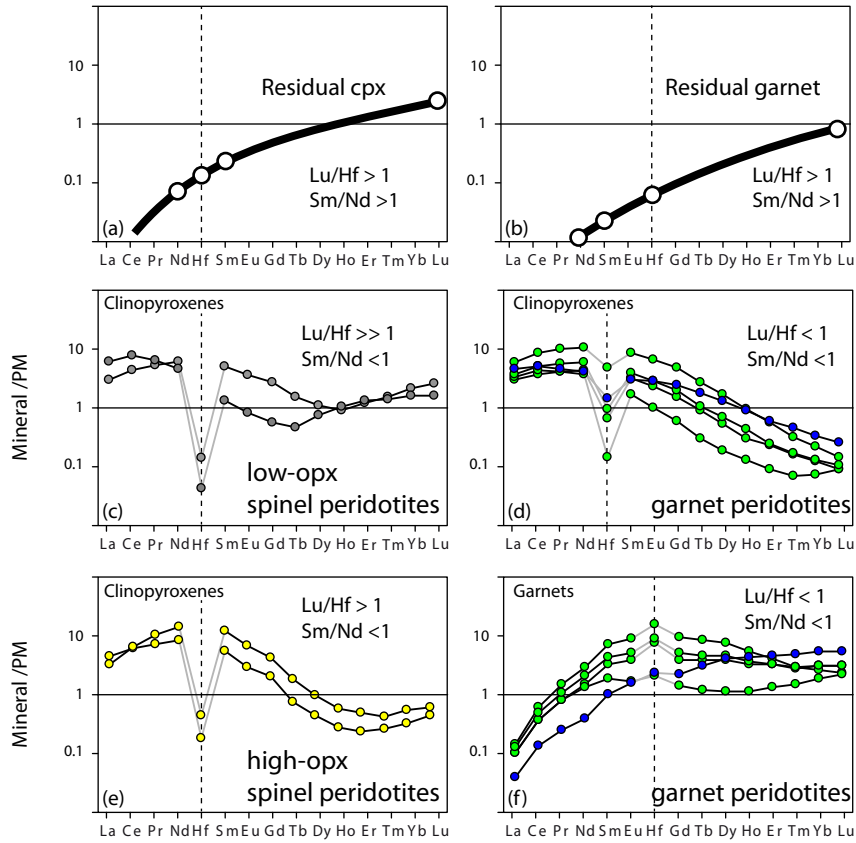 10
1
0.1
Residual cpx
Lu/Hf > 1
Sm/Nd >1
(a)
La Ce Pr Nd Hf Sm Eu Gd Tb Dy Ho Er Tm Yb Lu
10
1
0.1
Residual garnet
Lu/Hf > 1
Sm/Nd >1
(b)
La Ce Pr Nd Sm Eu Hf Gd Tb Dy Ho Er Tm Yb Lu
Mineral /PM
10
1
0.1
Clinopyroxenes
Lu/Hf >> 1
Sm/Nd <1
low-opx
spinel peridotites
(c)
La Ce Pr Nd Hf Sm Eu Gd Tb Dy Ho Er Tm Yb Lu
10
1
0.1
Clinopyroxenes
Lu/Hf < 1
Sm/Nd <1
garnet peridotites
(d)
La Ce Pr Nd Hf Sm Eu Gd Tb Dy Ho Er Tm Yb Lu
Mineral /PM
10
1
0.1
Clinopyroxenes
Lu/Hf > 1
Sm/Nd <1
high-opx
spinel peridotites
(e)
La Ce Pr Nd Hf Sm Eu Gd Tb Dy Ho Er Tm Yb Lu
10
1
0.1
Garnets
Lu/Hf < 1
Sm/Nd <1
garnet peridotites
(f)
La Ce Pr Nd Sm Eu Hf Gd Tb Dy Ho Er Tm Yb Lu